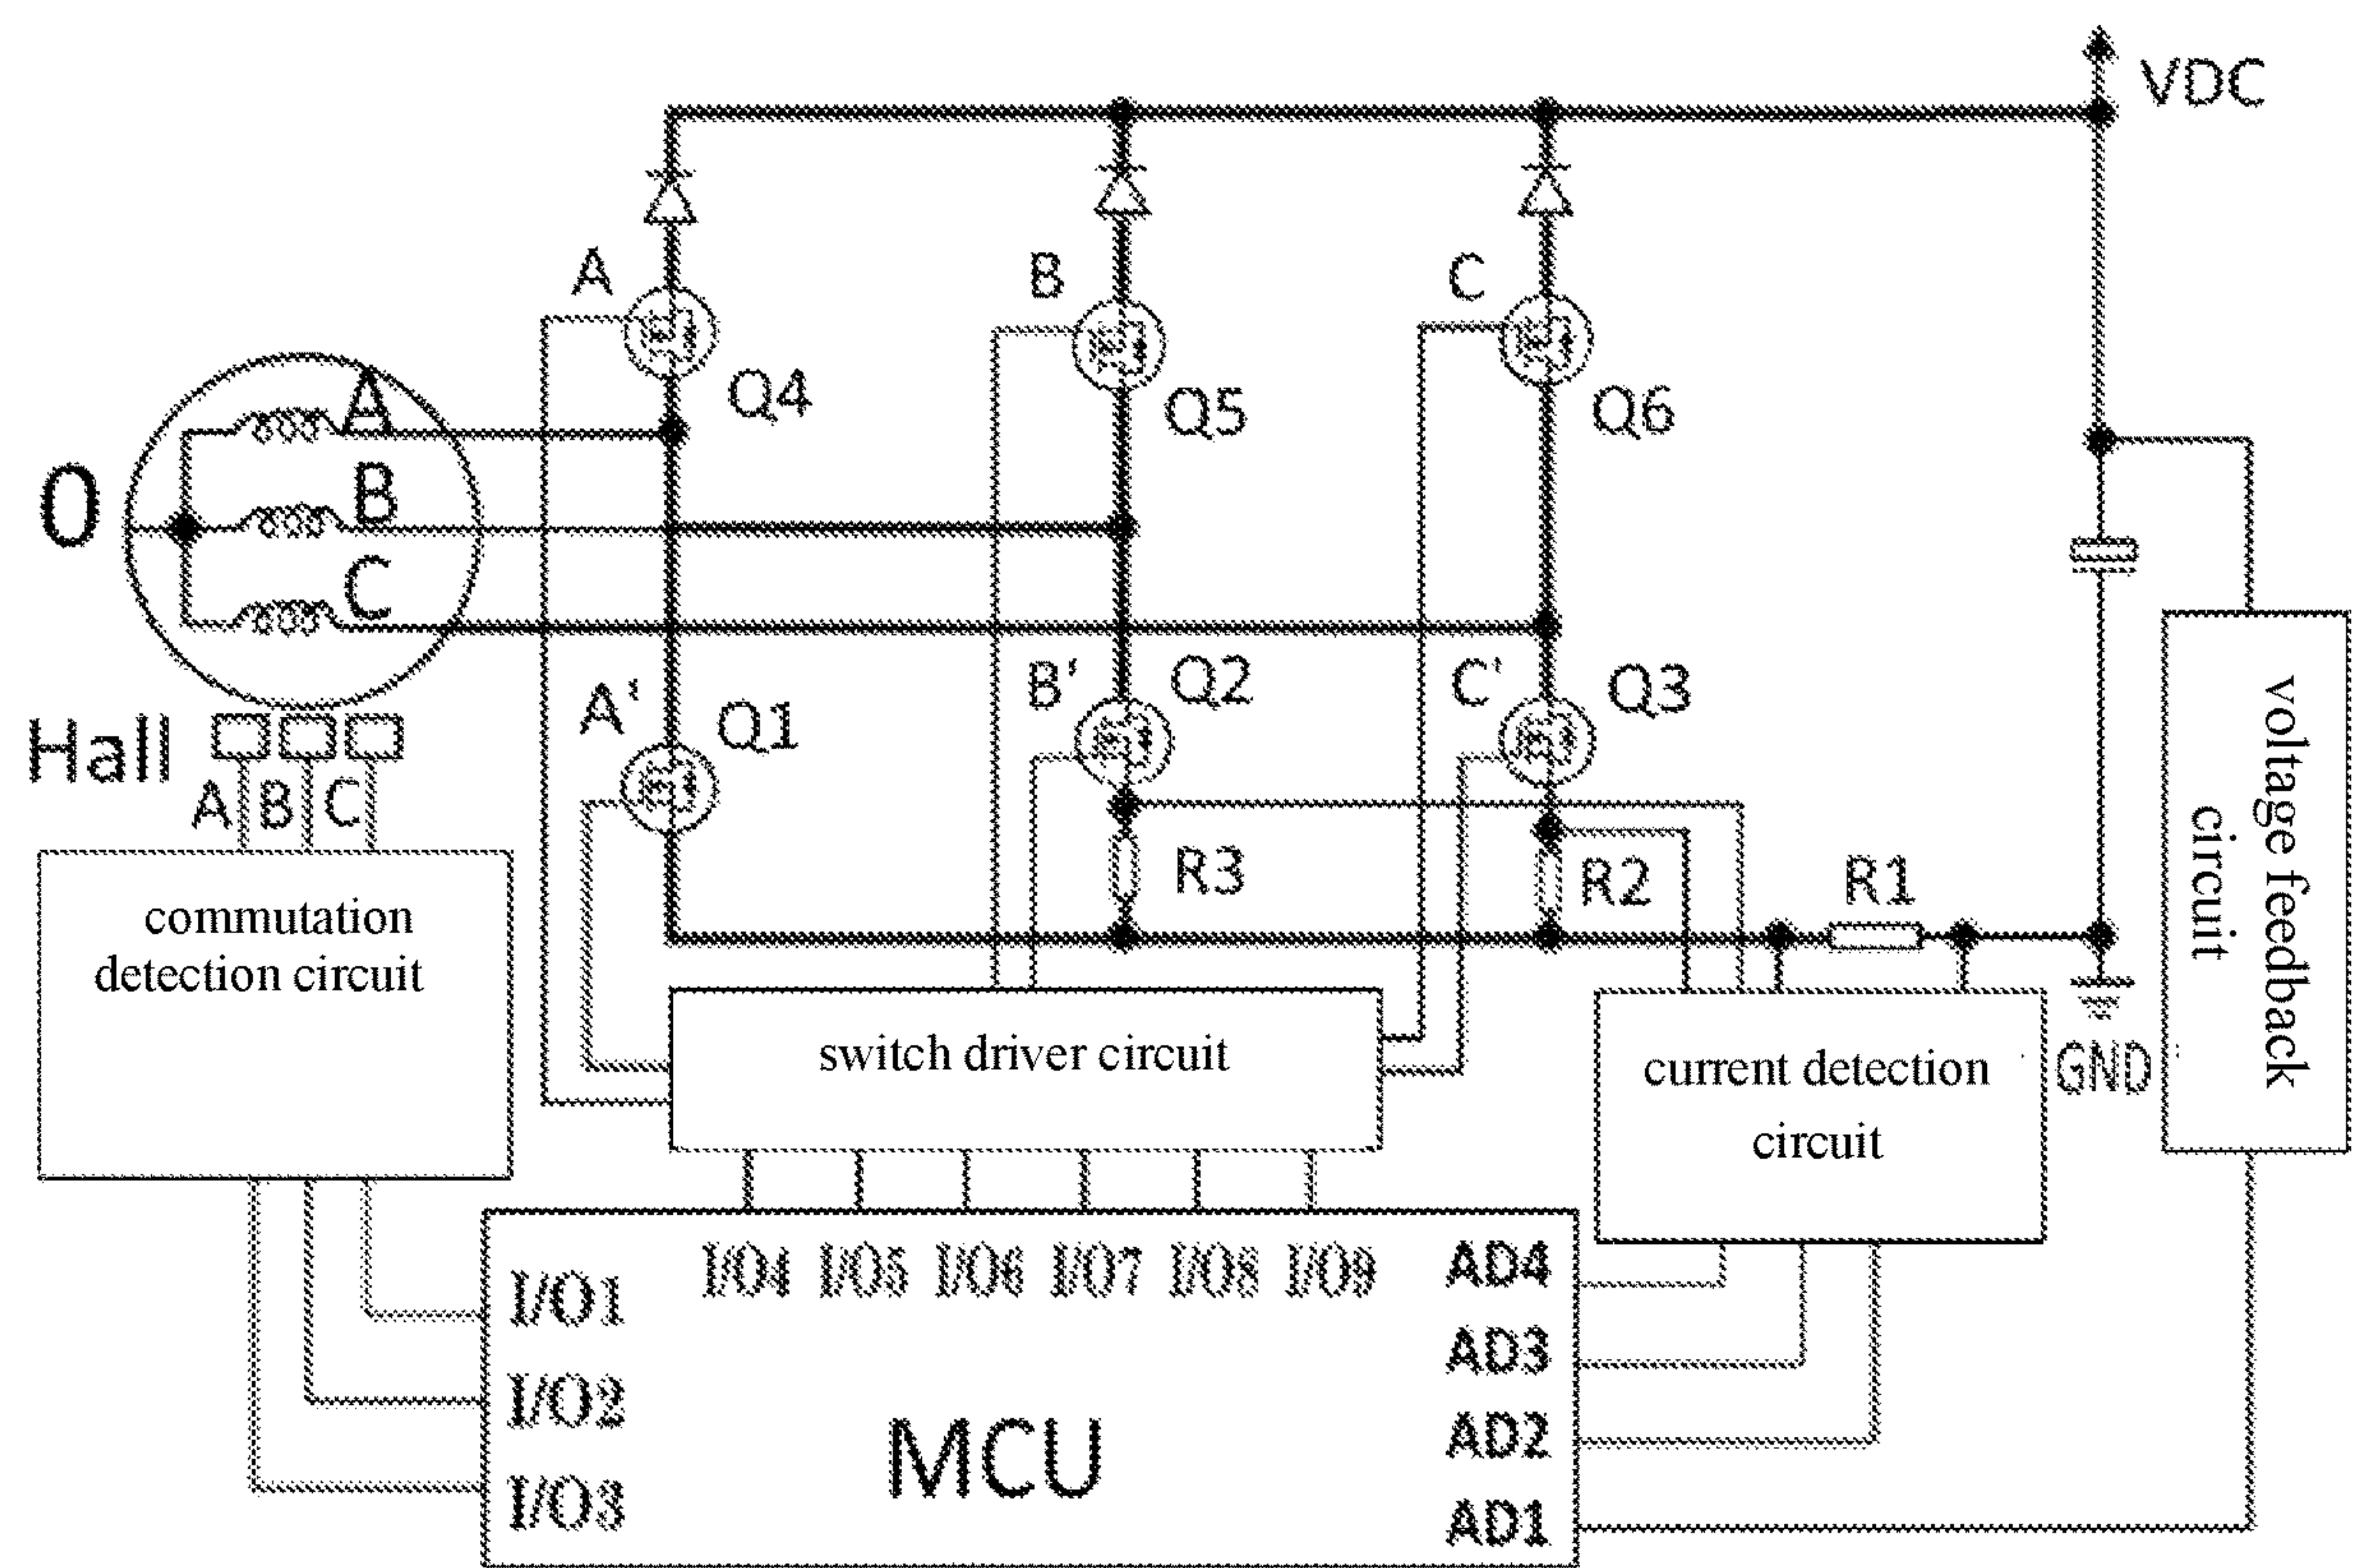 VDC
A
B
C
Q4
Q5
Q6
0
A
B
C
A'
Q1
B'
Q2
C'
Q3
Hall
A
B
C
R3
R2
R1
commutation
detection circuit
switch driver circuit
current detection
circuit
GND
voltage feedback
circuit
I/O4
I/O5
I/O6
I/O7
I/O8
I/O9
I/O1
I/O2
I/O3
AD4
AD3
AD2
AD1
MCU